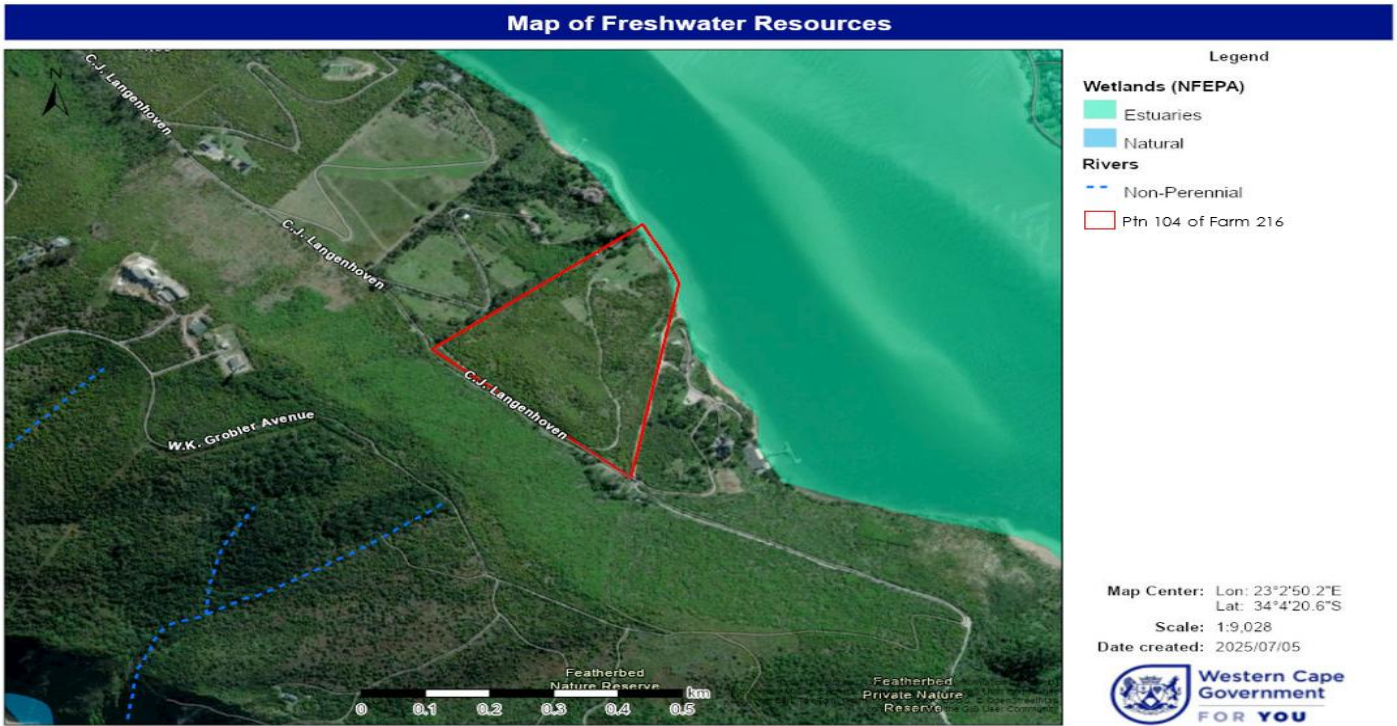 Map of Freshwater Resources
C.J. Langenhoven
N
C.J. Langenhoven
C.J. Langenhoven
W.K. Grobler Avenue
Featherbed
Nature Reserve
Featherbed
Private Nature
Reserve
km
0 0.1 0.2 0.3 0.4 0.5
Legend
Wetlands (NFEPA)
Estuaries
Natural
Rivers
Non-Perennial
Ptn 104 of Farm 216
Map Center: Lon: 23°2'50.2"E
Lat: 34°4'20.6"S
Scale: 1:9,028
Date created: 2025/07/05
Western Cape
Government
FOR YOU